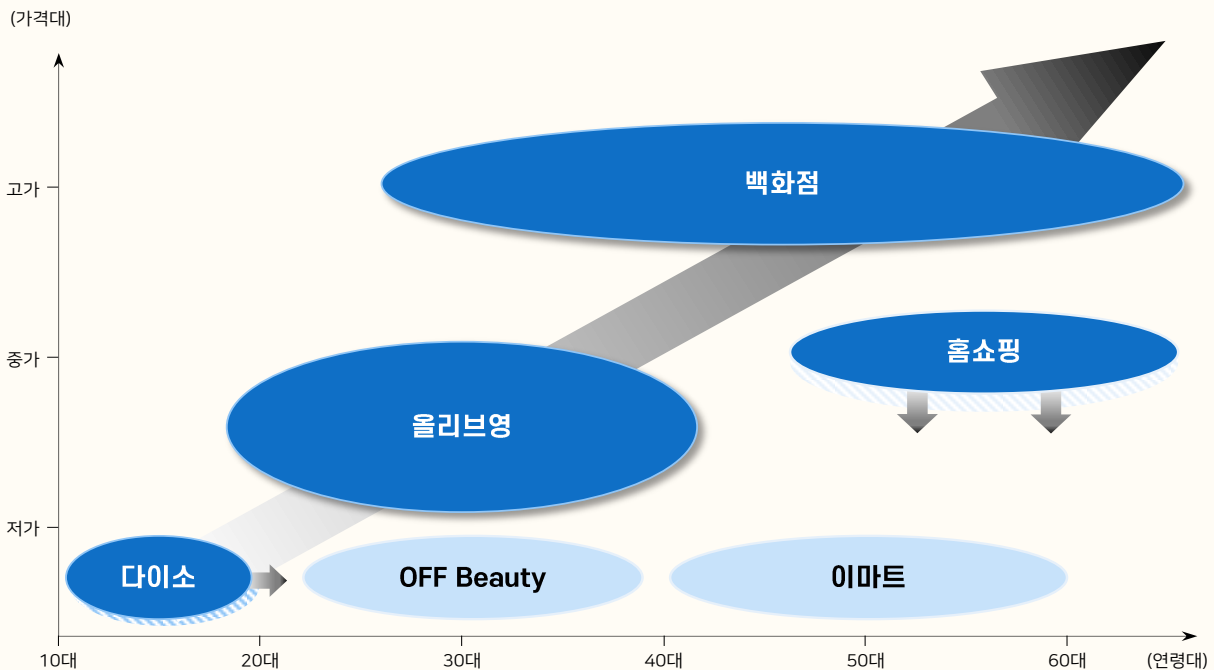 (가격대)
고가
중가
저가
백화점
홈쇼핑
올리브영
다이소
OFF Beauty
이마트
10대
20대
30대
40대
50대
60대
(연령대)